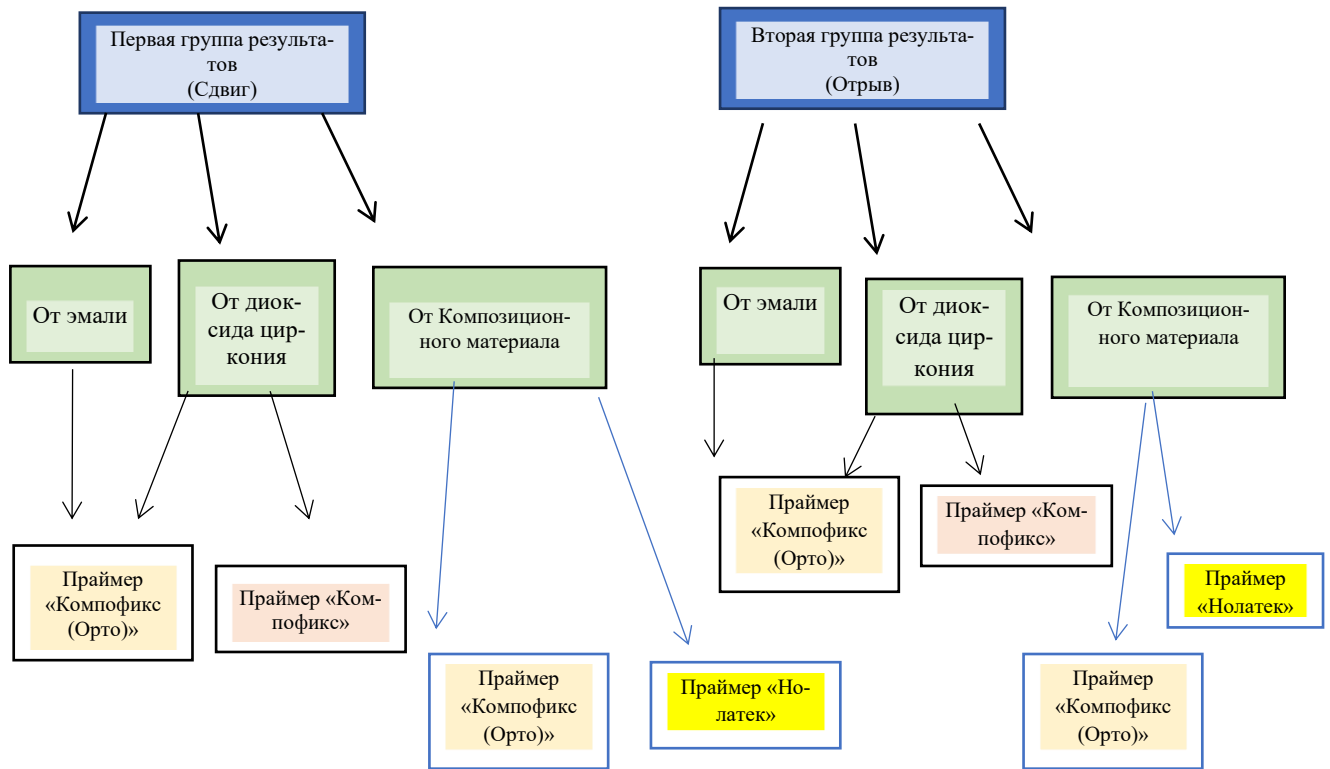 Первая группа результа-
тов
(Сдвиг)
Вторая группа результа-
тов
(Отрыв)
От эмали
От диок-
сида цир-
кония
От Композицион-
ного материала
От эмали
От диок-
сида цир-
кония
От Композицион-
ного материала
Праймер
«Компофикс
(Орто)»
Праймер «Ком-
пофикс»
Праймер
«Компофикс
(Орто)»
Праймер «Но-
латек»
Праймер
«Компофикс
(Орто)»
Праймер «Ком-
пофикс»
Праймер
«Нолатек»
Праймер
«Компофикс
(Орто)»